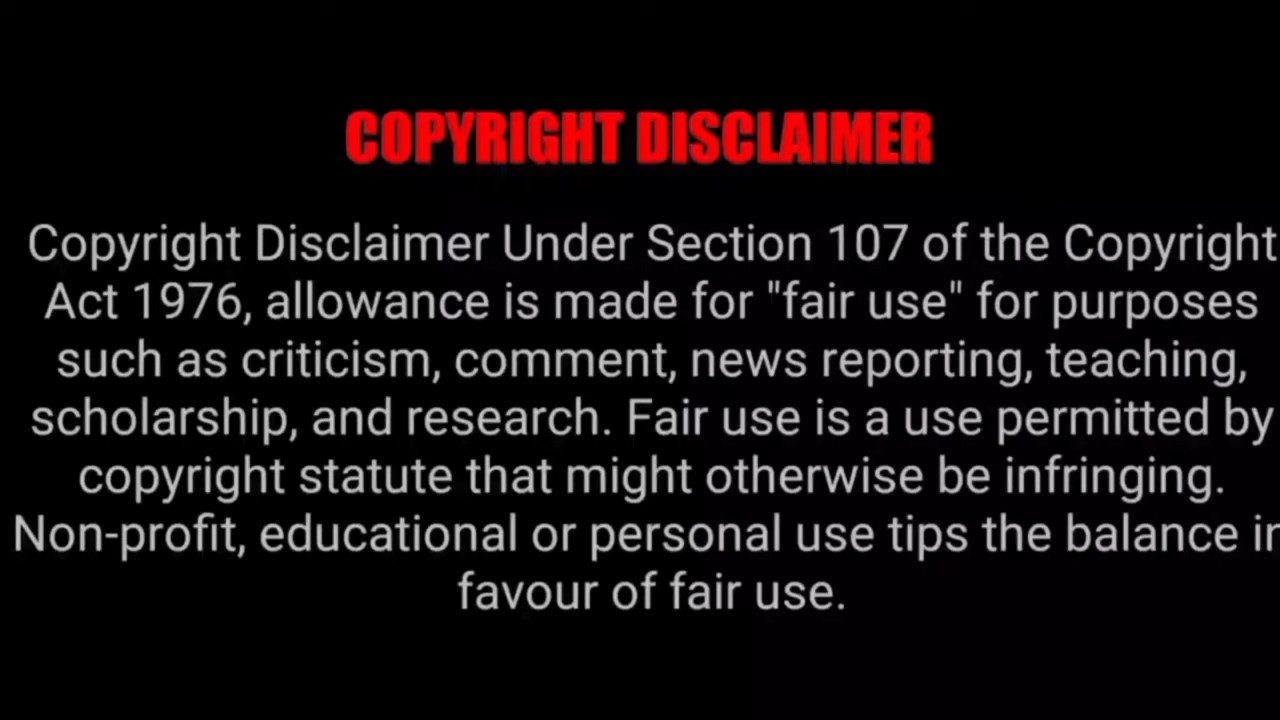 COPYRIGHT DISCLAIMER
Copyright Disclaimer Under Section 107 of the Copyright
Act 1976, allowance is made for "fair use" for purposes
such as criticism, comment, news reporting, teaching,
scholarship, and research. Fair use is a use permitted by
copyright statute that might otherwise be infringing.
Non-profit, educational or personal use tips the balance in
favour of fair use.